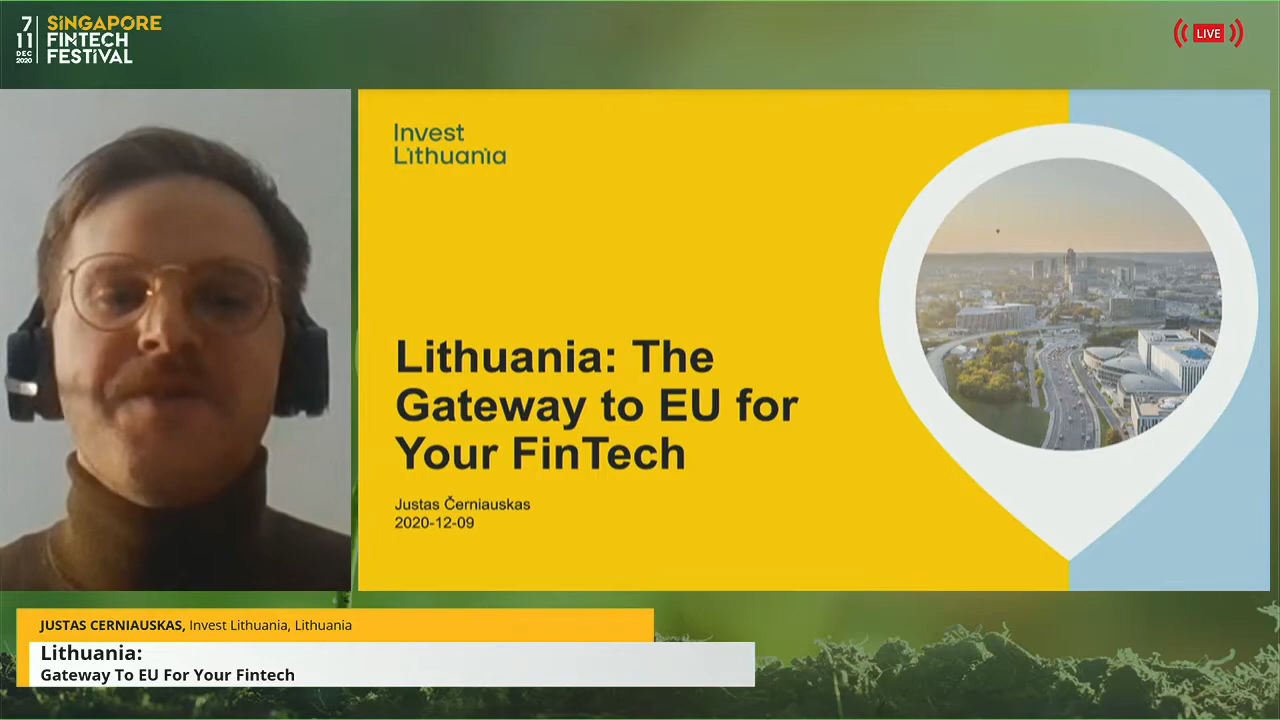 7
11
DEC
2020
SINGAPORE
FINTECH
FESTIVAL
LIVE
Invest
Lithuania
Lithuania: The
Gateway to EU for
Your FinTech
Justas Černiauskas
2020-12-09
JUSTAS CERNIAUSKAS, Invest Lithuania, Lithuania
Lithuania:
Gateway To EU For Your Fintech